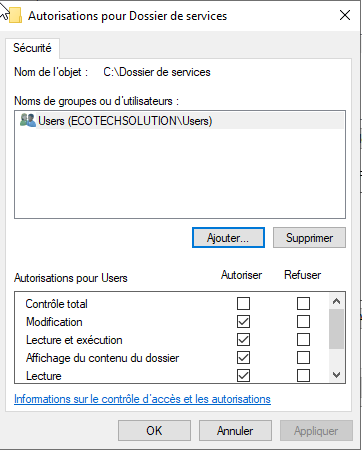 Autorisations pour Dossier de services
Sécurité
Nom de l'objet : C:\Dossier de services
Noms de groupes ou d'utilisateurs :
Users (ECOTECHSOLUTION\Users)
Ajouter... Supprimer
Autorisations pour Users Autoriser Refuser
Contrôle total
Modification
Lecture et exécution
Affichage du contenu du dossier
Lecture
Informations sur le contrôle d'accès et les autorisations
OK Annuler Appliquer